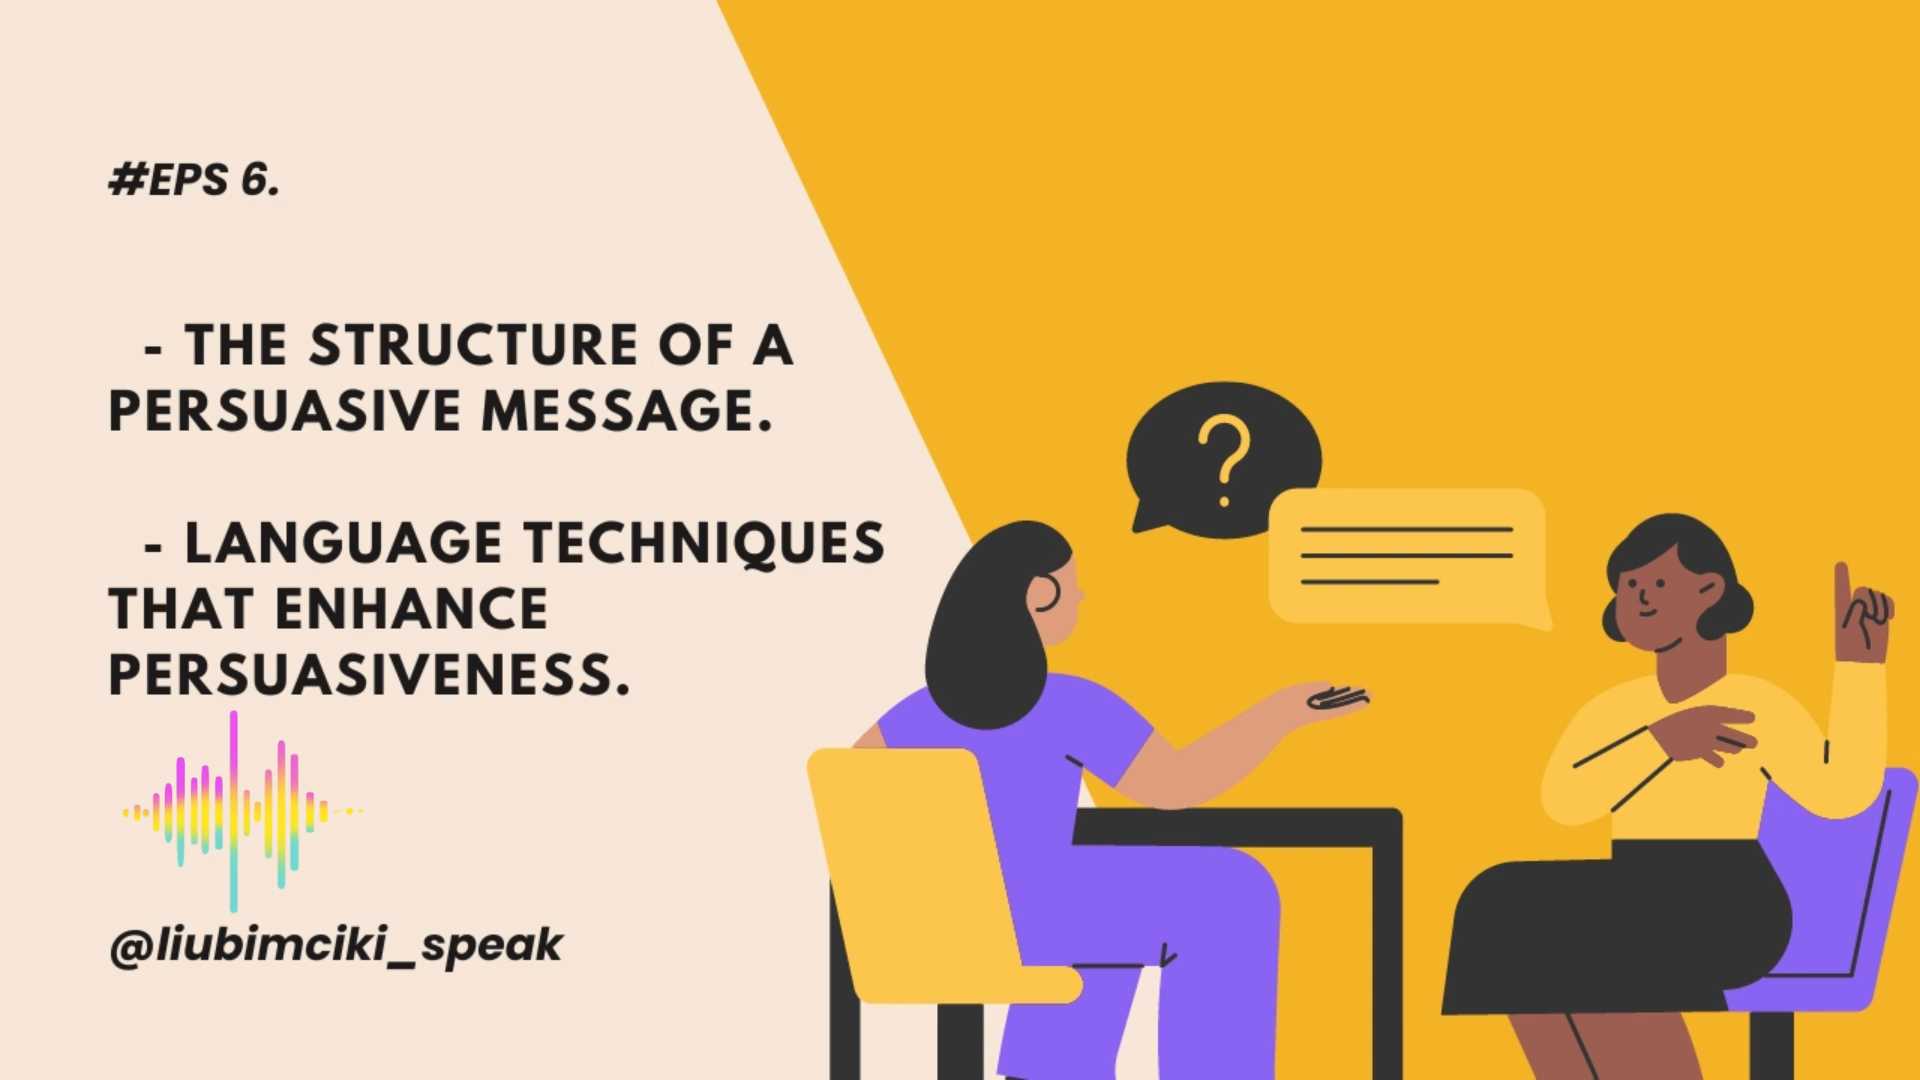 #EPS 6.
- THE STRUCTURE OF A
PERSUASIVE MESSAGE.
- LANGUAGE TECHNIQUES
THAT ENHANCE
PERSUASIVENESS.
@liubimciki_speak
?